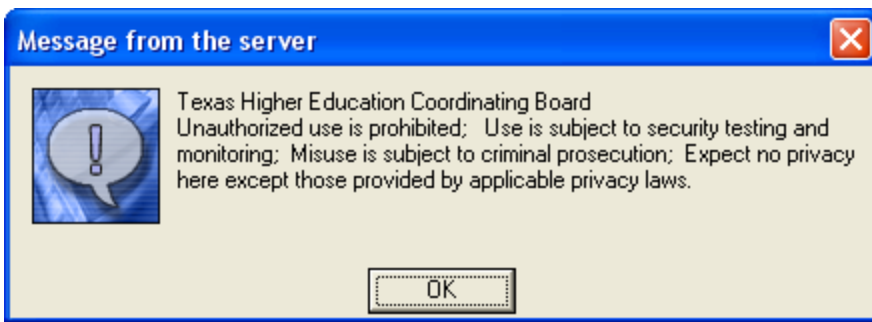 Message from the server
Texas Higher Education Coordinating Board
Unauthorized use is prohibited;   Use is subject to security testing and
monitoring;  Misuse is subject to criminal prosecution;  Expect no privacy
here except those provided by applicable privacy laws.
OK